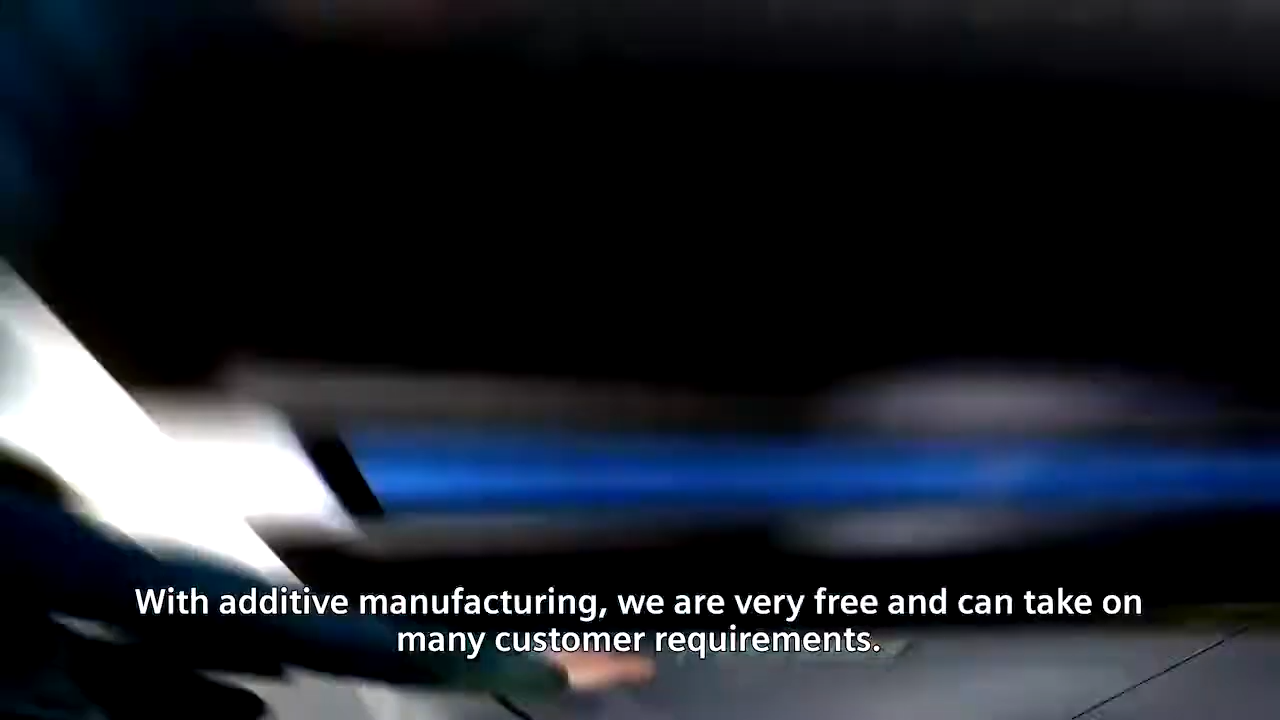 With additive manufacturing, we are very free and can take on
many customer requirements.